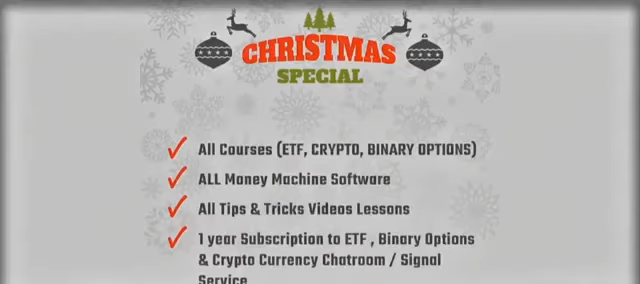 CHRISTMAS
SPECIAL
All Courses (ETF, CRYPTO, BINARY OPTIONS)
ALL Money Machine Software
All Tips & Tricks Videos Lessons
1 year Subscription to ETF , Binary Options
& Crypto Currency Chatroom / Signal
Service